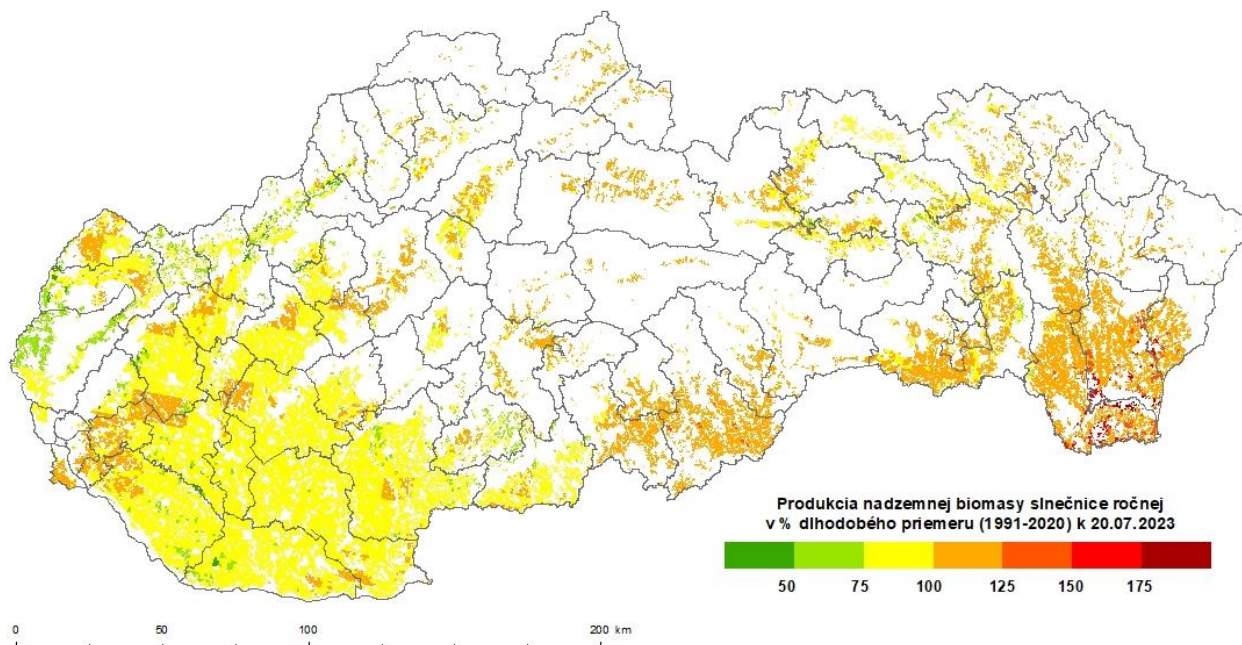 Produkcia nadzemnej biomasy slnečnice ročnej
v % dlhodobého priemeru (1991-2020) k 20.07.2023
50 75 100 125 150 175
0 50 100 200 km